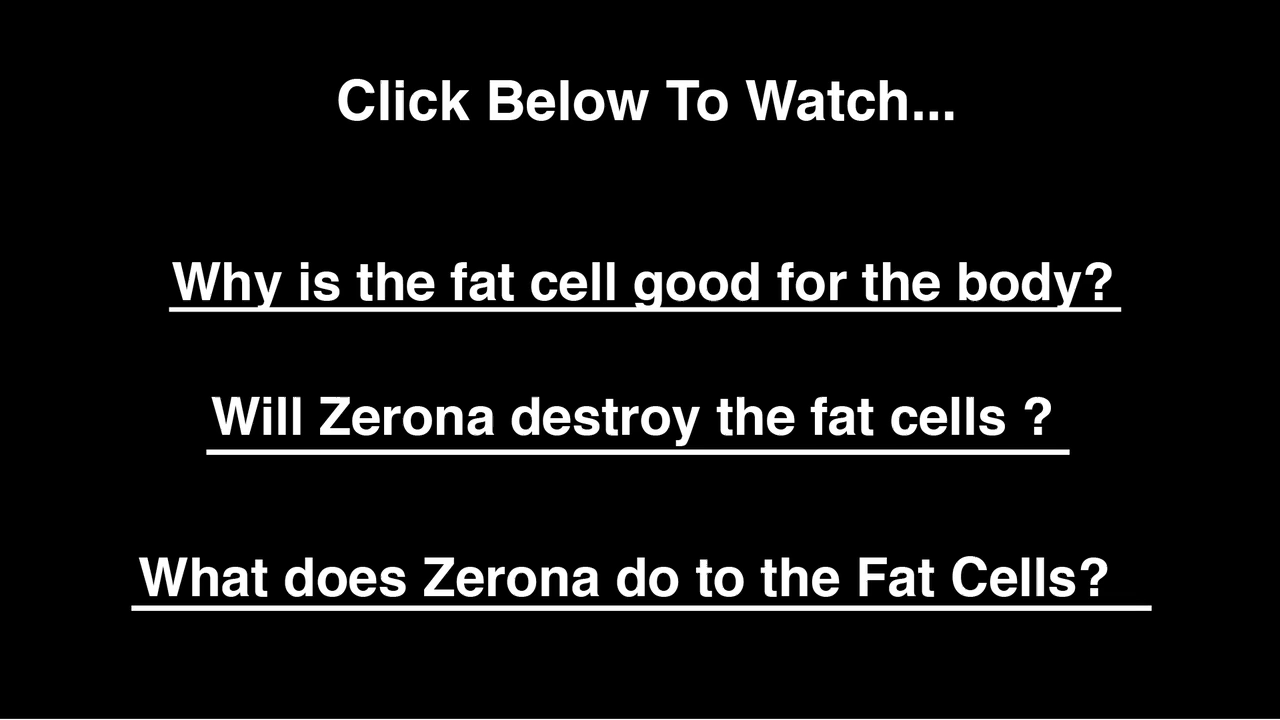 Click Below To Watch...
Why is the fat cell good for the body?
Will Zerona destroy the fat cells ?
What does Zerona do to the Fat Cells?